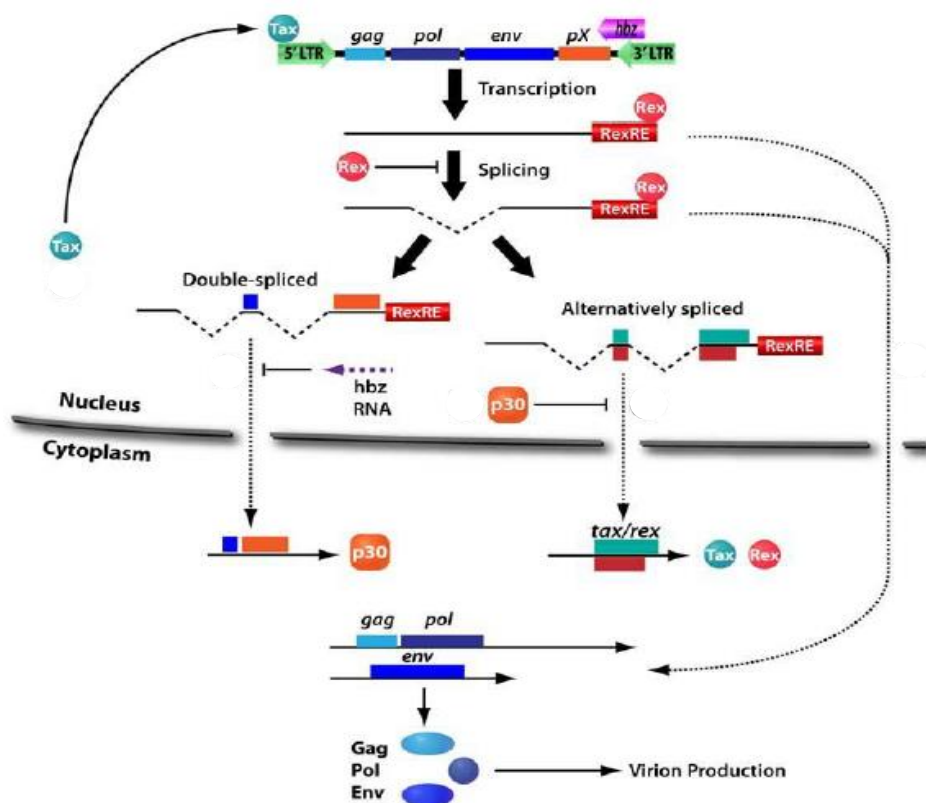 Tax
gag pol env pX hbz
5' LTR 3' LTR
Transcription
Rex
RexRE
Rex
Splicing
Rex
RexRE
Tax
Double-spliced
RexRE
Alternatively spliced
RexRE
hbz
RNA
p30
Nucleus
Cytoplasm
p30
tax/rex
Tax Rex
gag pol
env
Gag
Pol
Env
Virion Production